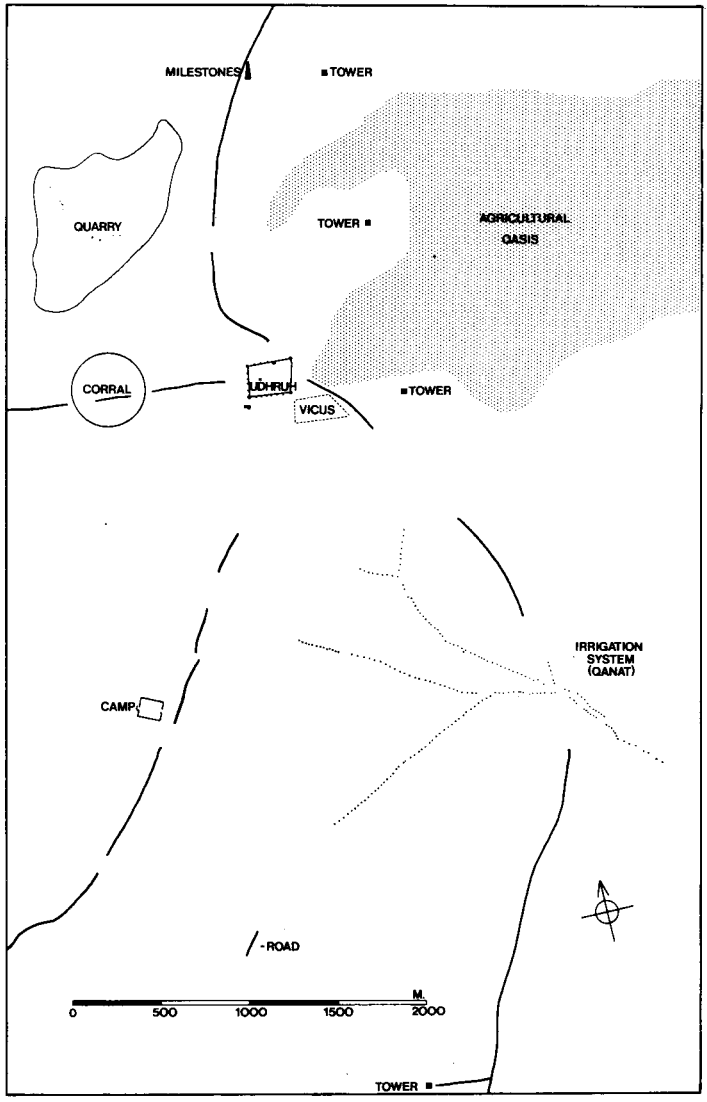 MILESTONES
TOWER
QUARRY
TOWER
AGRICULTURAL
OASIS
CORRAL
UDHRUH
TOWER
VICUS
IRRIGATION
SYSTEM
(QANAT)
CAMP
-ROAD
M.
0 500 1000 1500 2000
TOWER